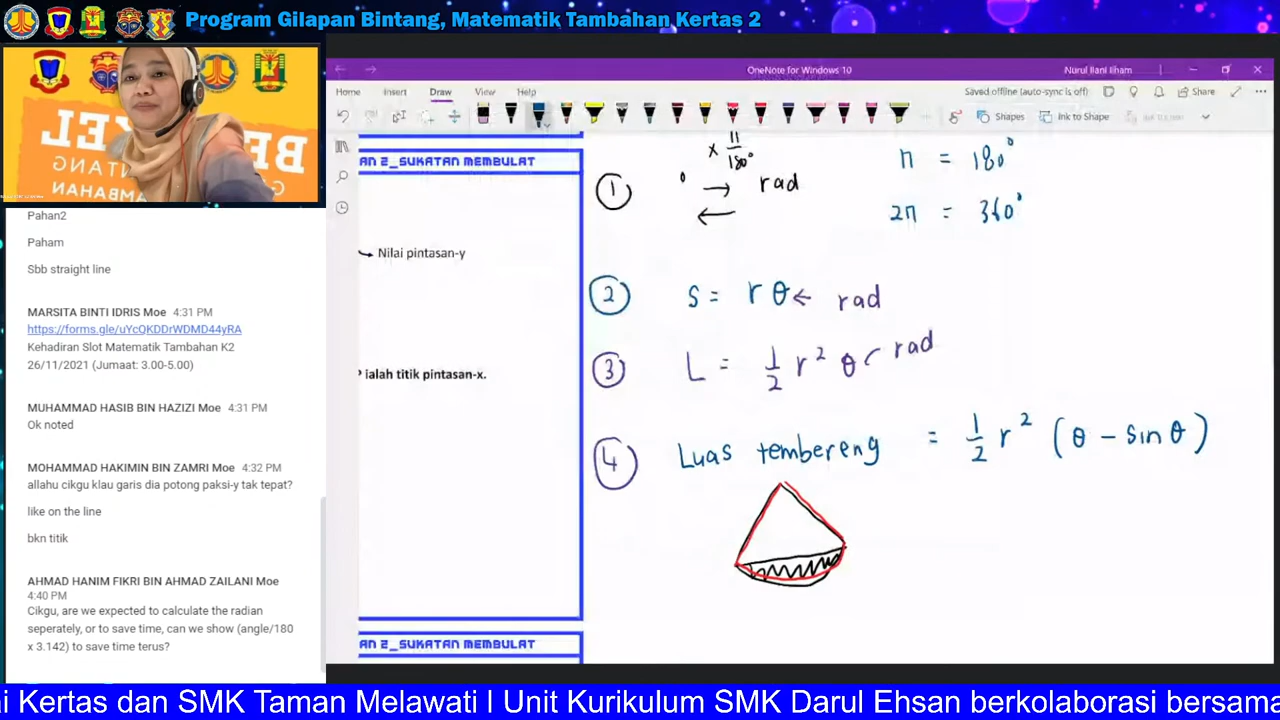 Program Gilapan Bintang, Matematik Tambahan Kertas 2
Pahan2
Paham
Sbb straight line
MARSITA BINTI IDRIS Moe 4:31 PM
https://forms.gle/uYcQKDDrWDMD44yRA
Kehadiran Slot Matematik Tambahan K2
26/11/2021 (Jumaat: 3.00-5.00)
MUHAMMAD HASIB BIN HAZIZI Moe 4:31 PM
Ok noted
MOHAMMAD HAKIMIN BIN ZAMRI Moe 4:32 PM
allahu cikgu klau garis dia potong paksi-y tak tepat?
like on the line
bkn titik
AHMAD HANIM FIKRI BIN AHMAD ZAILANI Moe
4:40 PM
Cikgu, are we expected to calculate the radian
seperately, or to save time, can we show (angle/180
x 3.142) to save time terus?
OneNote for Windows 10
Nurul Ilani Ilham
Home Insert Draw View Help
Saved offline (auto-sync is off)
Share
Shapes
Ink to Shape
AN 2_SUKATAN MEMBULAT
Nilai pintasan-y
ialah titik pintasan-x.
AN 2_SUKATAN MEMBULAT
× π/180°
① ° → rad
←
π = 180°
2π = 360°
② s = rθ ← rad
③ L = 1/2 r² θ rad
④ Luas tembereng = 1/2 r² (θ - sin θ)
ai Kertas dan SMK Taman Melawati I Unit Kurikulum SMK Darul Ehsan berkolaborasi bersama